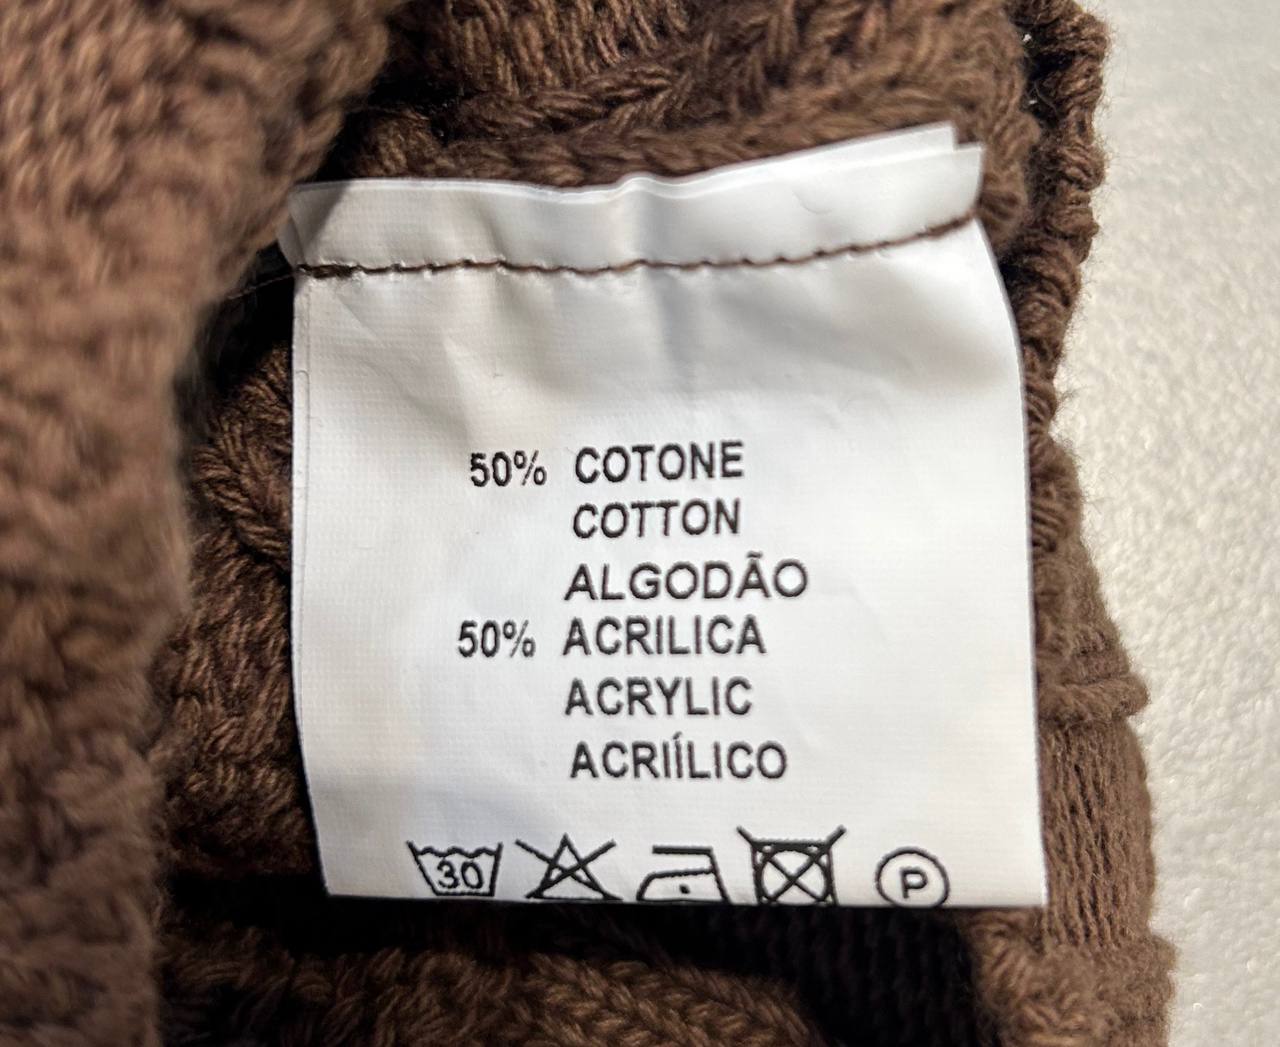 50% COTONE
COTTON
ALGODÃO
50% ACRILICA
ACRYLIC
ACRIÍLICO
30 P